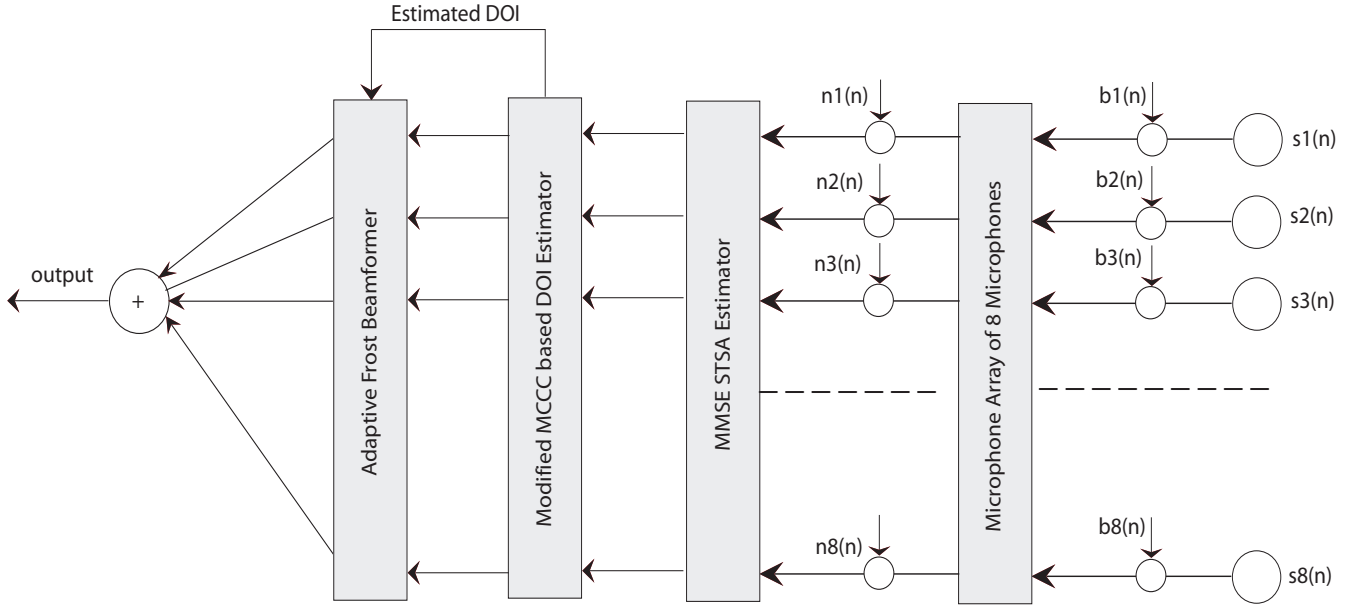 Estimated DOI
n1(n)
b1(n)
s1(n)
n2(n)
b2(n)
s2(n)
n3(n)
b3(n)
s3(n)
output
+
Adaptive Frost Beamformer
Modified MCCC based DOI Estimator
MMSE STSA Estimator
Microphone Array of 8 Microphones
n8(n)
b8(n)
s8(n)